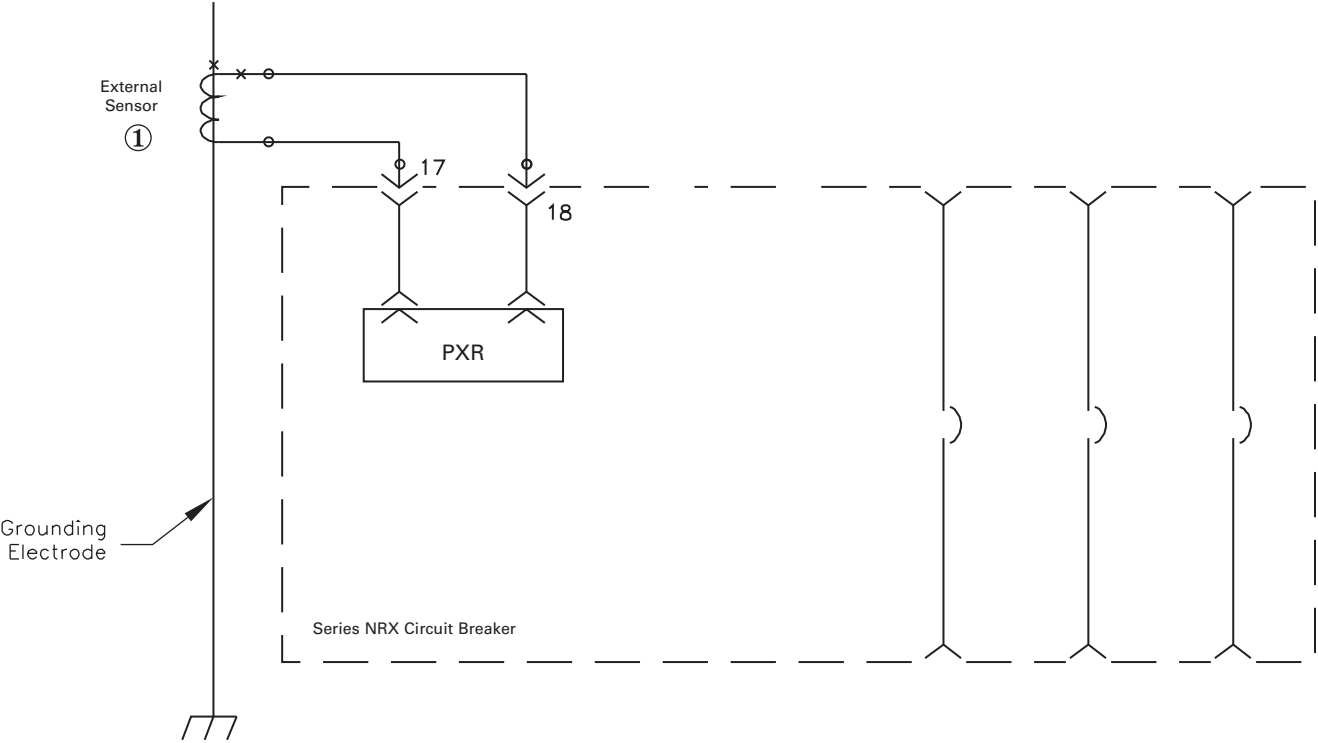 External
Sensor
①
17
18
PXR
Grounding
Electrode
Series NRX Circuit Breaker